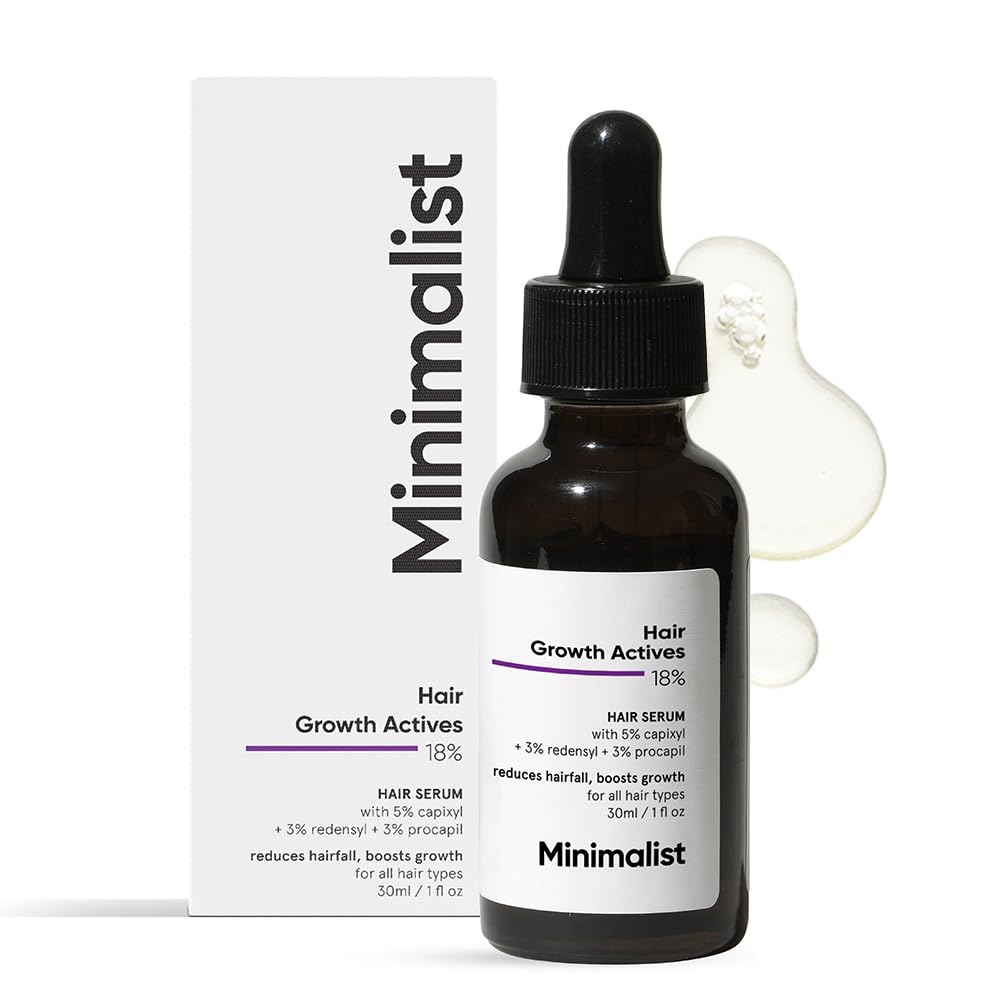 Minimalist
Hair
Growth Actives
18%
HAIR SERUM
with 5% capixyl
+ 3% redensyl + 3% procapil
reduces hairfall, boosts growth
for all hair types
30ml / 1 fl oz
Hair
Growth Actives
18%
HAIR SERUM
with 5% capixyl
+ 3% redensyl + 3% procapil
reduces hairfall, boosts growth
for all hair types
30ml / 1 fl oz
Minimalist